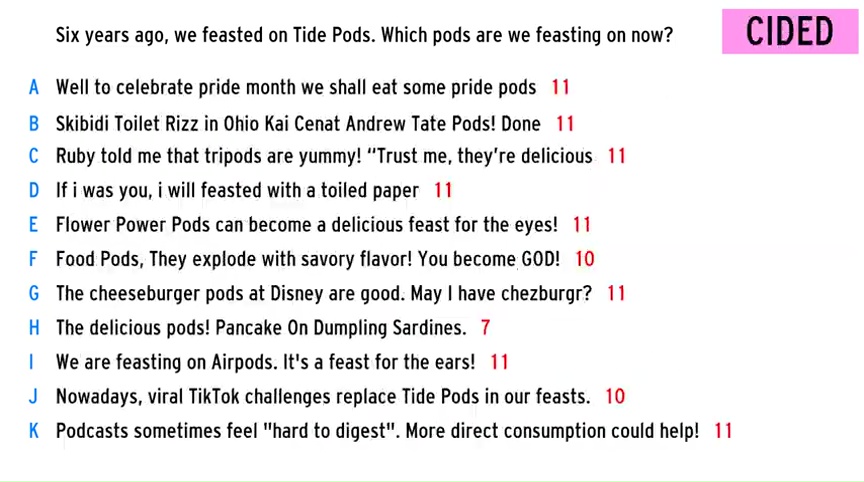 Six years ago, we feasted on Tide Pods. Which pods are we feasting on now?
CIDED
A Well to celebrate pride month we shall eat some pride pods 11
B Skibidi Toilet Rizz in Ohio Kai Cenat Andrew Tate Pods! Done 11
C Ruby told me that tripods are yummy! “Trust me, they're delicious 11
D If i was you, i will feasted with a toiled paper 11
E Flower Power Pods can become a delicious feast for the eyes! 11
F Food Pods, They explode with savory flavor! You become GOD! 10
G The cheeseburger pods at Disney are good. May I have chezburgr? 11
H The delicious pods! Pancake On Dumpling Sardines. 7
I We are feasting on Airpods. It's a feast for the ears! 11
J Nowadays, viral TikTok challenges replace Tide Pods in our feasts. 10
K Podcasts sometimes feel "hard to digest". More direct consumption could help! 11